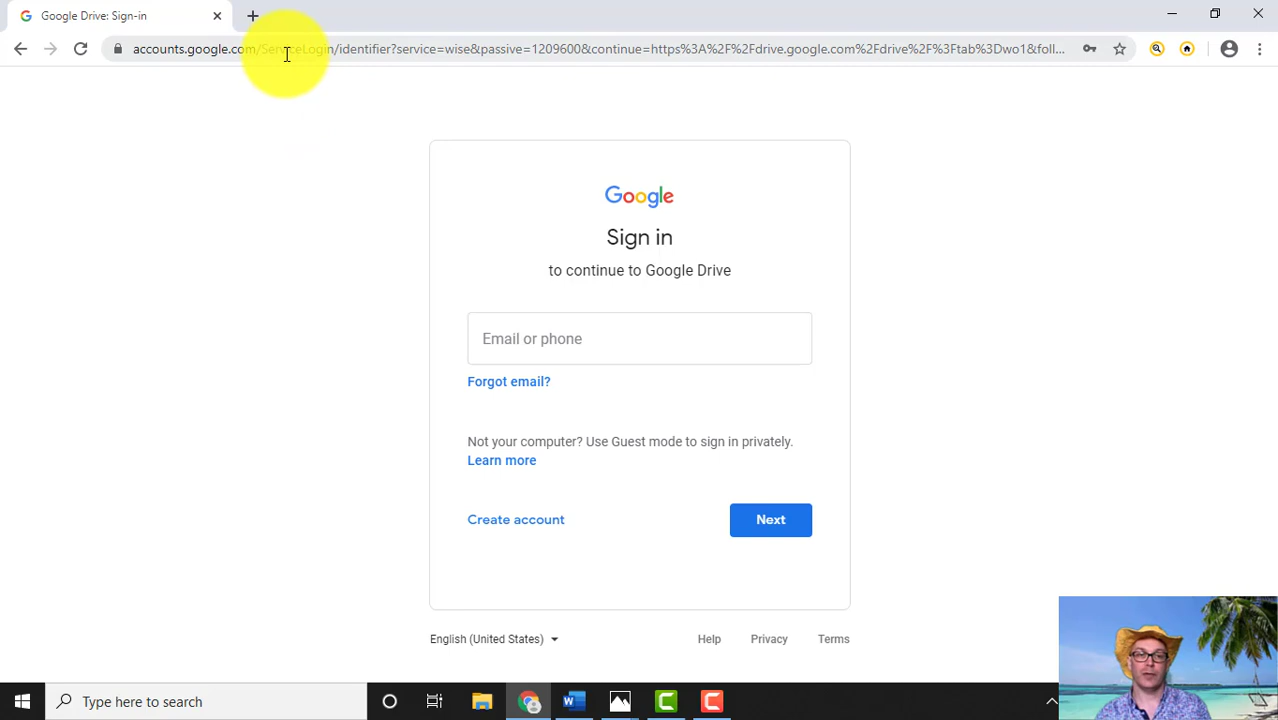 Google Drive: Sign-in
accounts.google.com/ServiceLogin/identifier?service=wise&passive=1209600&continue=https%3A%2F%2Fdrive.google.com%2Fdrive%2F%3Ftab%3Dwo1&foll...
Google
Sign in
to continue to Google Drive
Email or phone
Forgot email?
Not your computer? Use Guest mode to sign in privately.
Learn more
Create account
Next
English (United States)
Help
Privacy
Terms
Type here to search